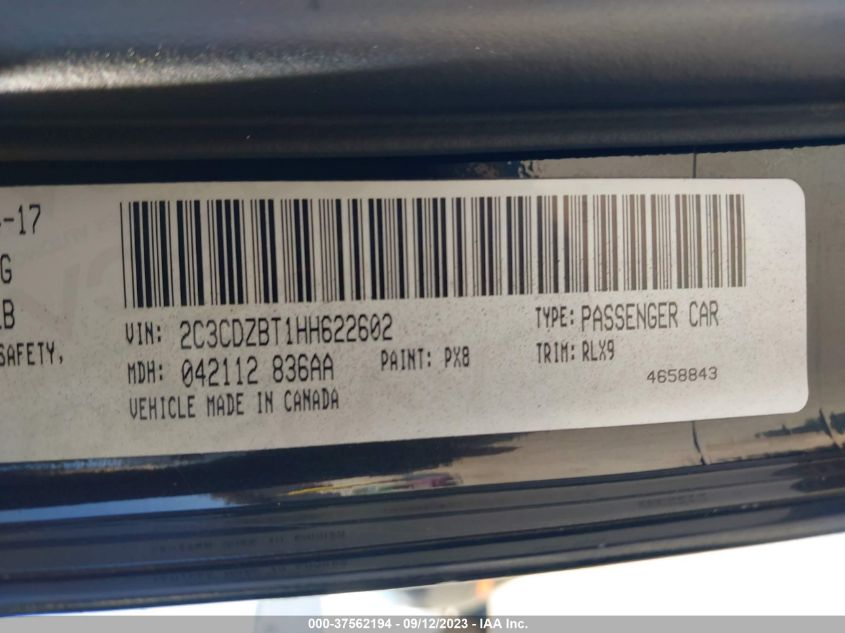 -17
G
LB
SAFETY,
VIN: 2C3CDZBT1HH622602
TYPE: PASSENGER CAR
MDH: 042112 836AA
PAINT: PX8
TRIM: RLX9
VEHICLE MADE IN CANADA
4658843
000-37562194 - 09/12/2023 - IAA Inc.